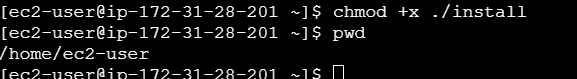 [ec2-user@ip-172-31-28-201 ~]$ chmod +x ./install
[ec2-user@ip-172-31-28-201 ~]$ pwd
/home/ec2-user
[ec2-user@ip-172-31-28-201 ~]$